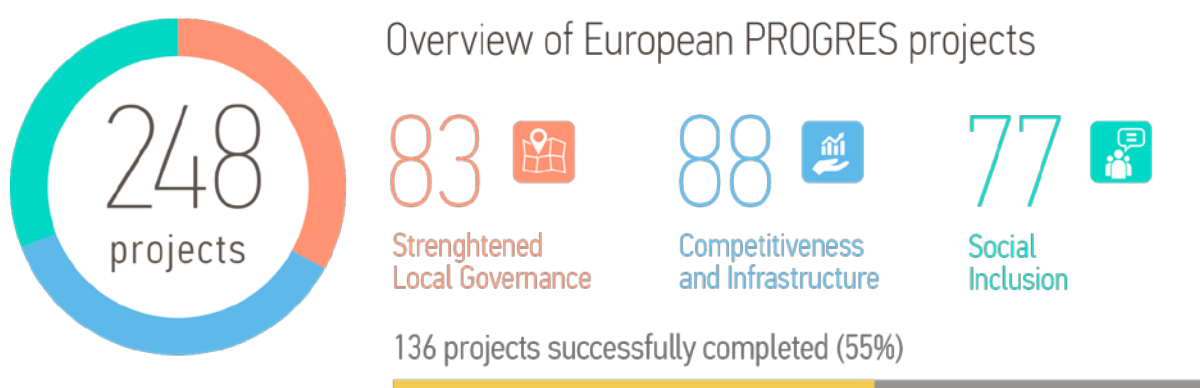 Overview of European PROGRES projects
248
projects
83
Strenghtened
Local Governance
88
Competitiveness
and Infrastructure
77
Social
Inclusion
136 projects successfully completed (55%)